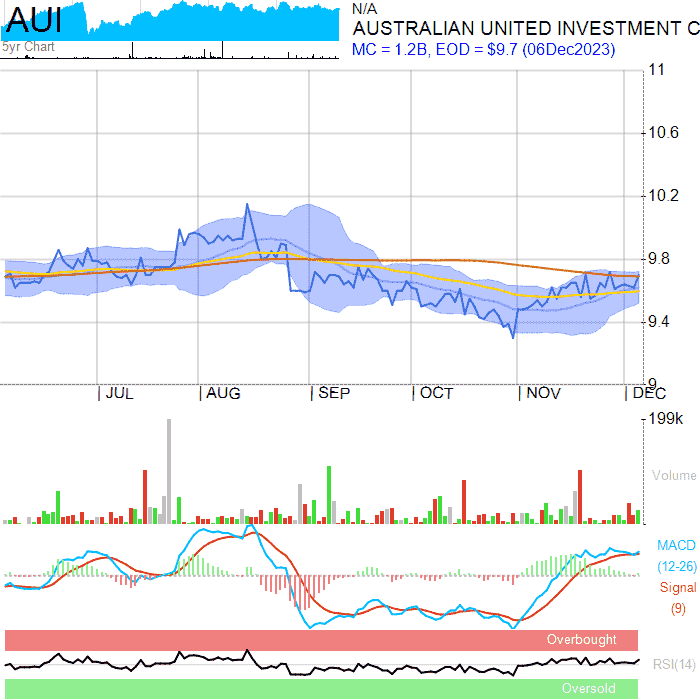 AUI
5yr Chart
N/A
AUSTRALIAN UNITED INVESTMENT C
MC = 1.2B, EOD = $9.7 (06Dec2023)
11
10.6
10.2
9.8
9.4
9
JUL
AUG
SEP
OCT
NOV
DEC
199k
Volume
MACD
(12-26)
Signal
(9)
Overbought
RSI(14)
Oversold